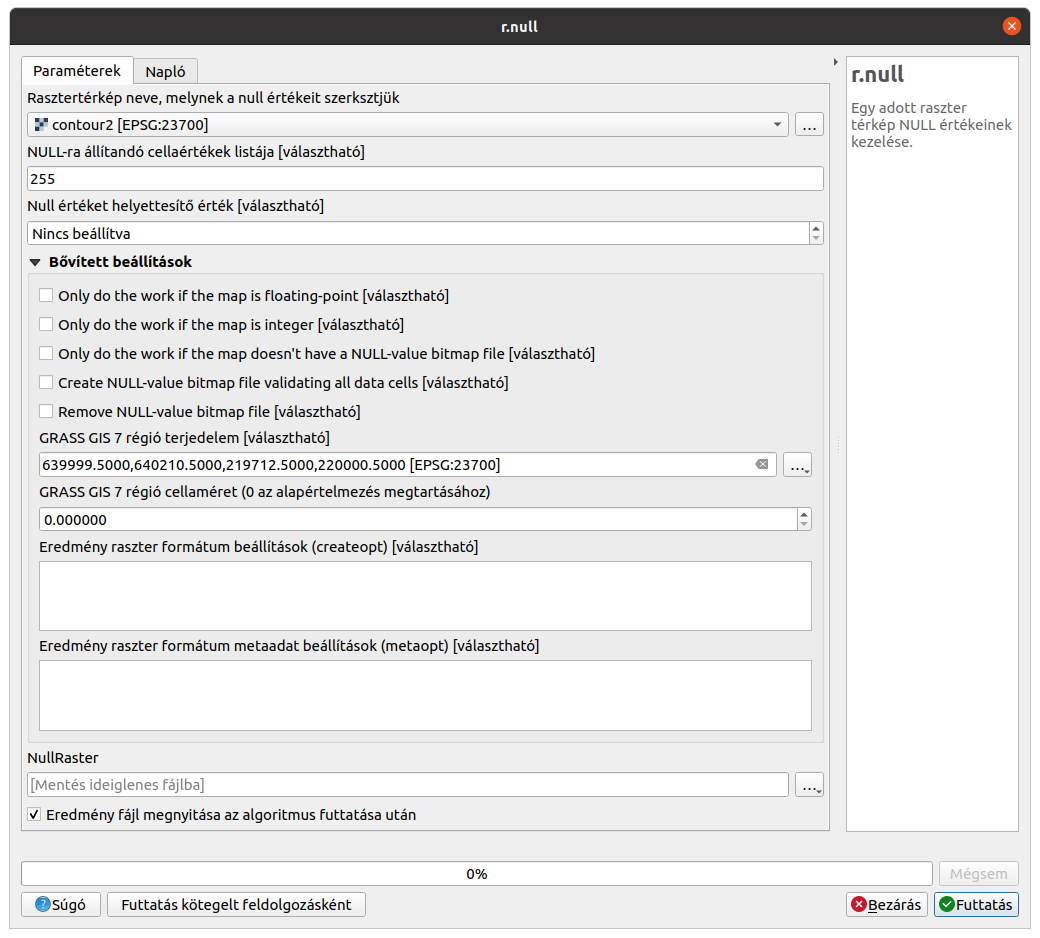 r.null
Paraméterek
Napló
Rasztertérkép neve, melynek a null értékeit szerksztjük
contour2 [EPSG:23700]
...
NULL-ra állítandó cellaértékek listája [választható]
255
Null értéket helyettesítő érték [választható]
Nincs beállítva
Bővített beállítások
Only do the work if the map is floating-point [választható]
Only do the work if the map is integer [választható]
Only do the work if the map doesn't have a NULL-value bitmap file [választható]
Create NULL-value bitmap file validating all data cells [választható]
Remove NULL-value bitmap file [választható]
GRASS GIS 7 régió terjedelem [választható]
639999.5000,640210.5000,219712.5000,220000.5000 [EPSG:23700]
...
GRASS GIS 7 régió cellaméret (0 az alapértelmezés megtartásához)
0.000000
Eredmény raszter formátum beállítások (createopt) [választható]
Eredmény raszter formátum metaadat beállítások (metaopt) [választható]
NullRaster
[Mentés ideiglenes fájlba]
...
Eredmény fájl megnyitása az algoritmus futtatása után
r.null
Egy adott raszter
térkép NULL értékeinek
kezelése.
0%
Mégsem
?Súgó
Futtatás kötegelt feldolgozásként
Bezárás
Futtatás